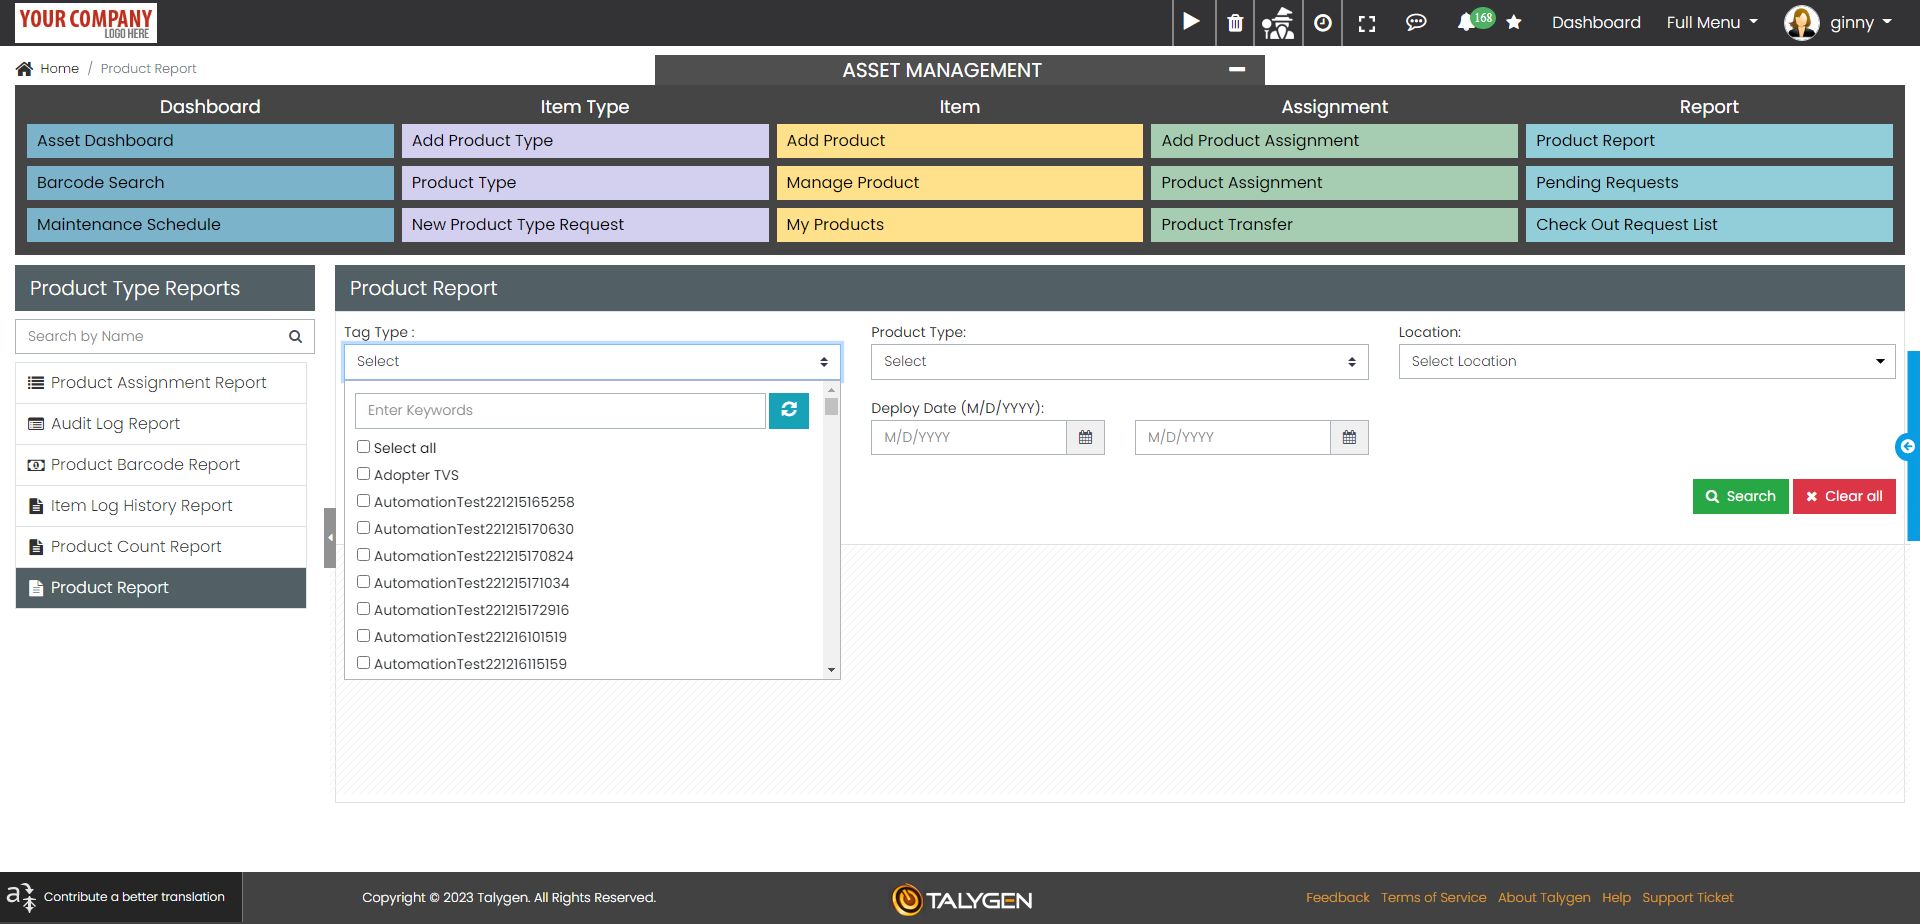 YOUR COMPANY
LOGO HERE
168
Dashboard
Full Menu
ginny
Home / Product Report
ASSET MANAGEMENT
Dashboard
Item Type
Item
Assignment
Report
Asset Dashboard
Add Product Type
Add Product
Add Product Assignment
Product Report
Barcode Search
Product Type
Manage Product
Product Assignment
Pending Requests
Maintenance Schedule
New Product Type Request
My Products
Product Transfer
Check Out Request List
Product Type Reports
Search by Name
Product Assignment Report
Audit Log Report
Product Barcode Report
Item Log History Report
Product Count Report
Product Report
Product Report
Tag Type :
Select
Enter Keywords
Select all
Adopter TVS
AutomationTest221215165258
AutomationTest221215170630
AutomationTest221215170824
AutomationTest221215171034
AutomationTest221215172916
AutomationTest221216101519
AutomationTest221216115159
Product Type:
Select
Location:
Select Location
Deploy Date (M/D/YYYY):
M/D/YYYY
M/D/YYYY
Search
Clear all
Contribute a better translation
Copyright © 2023 Talygen. All Rights Reserved.
TALYGEN
Feedback
Terms of Service
About Talygen
Help
Support Ticket